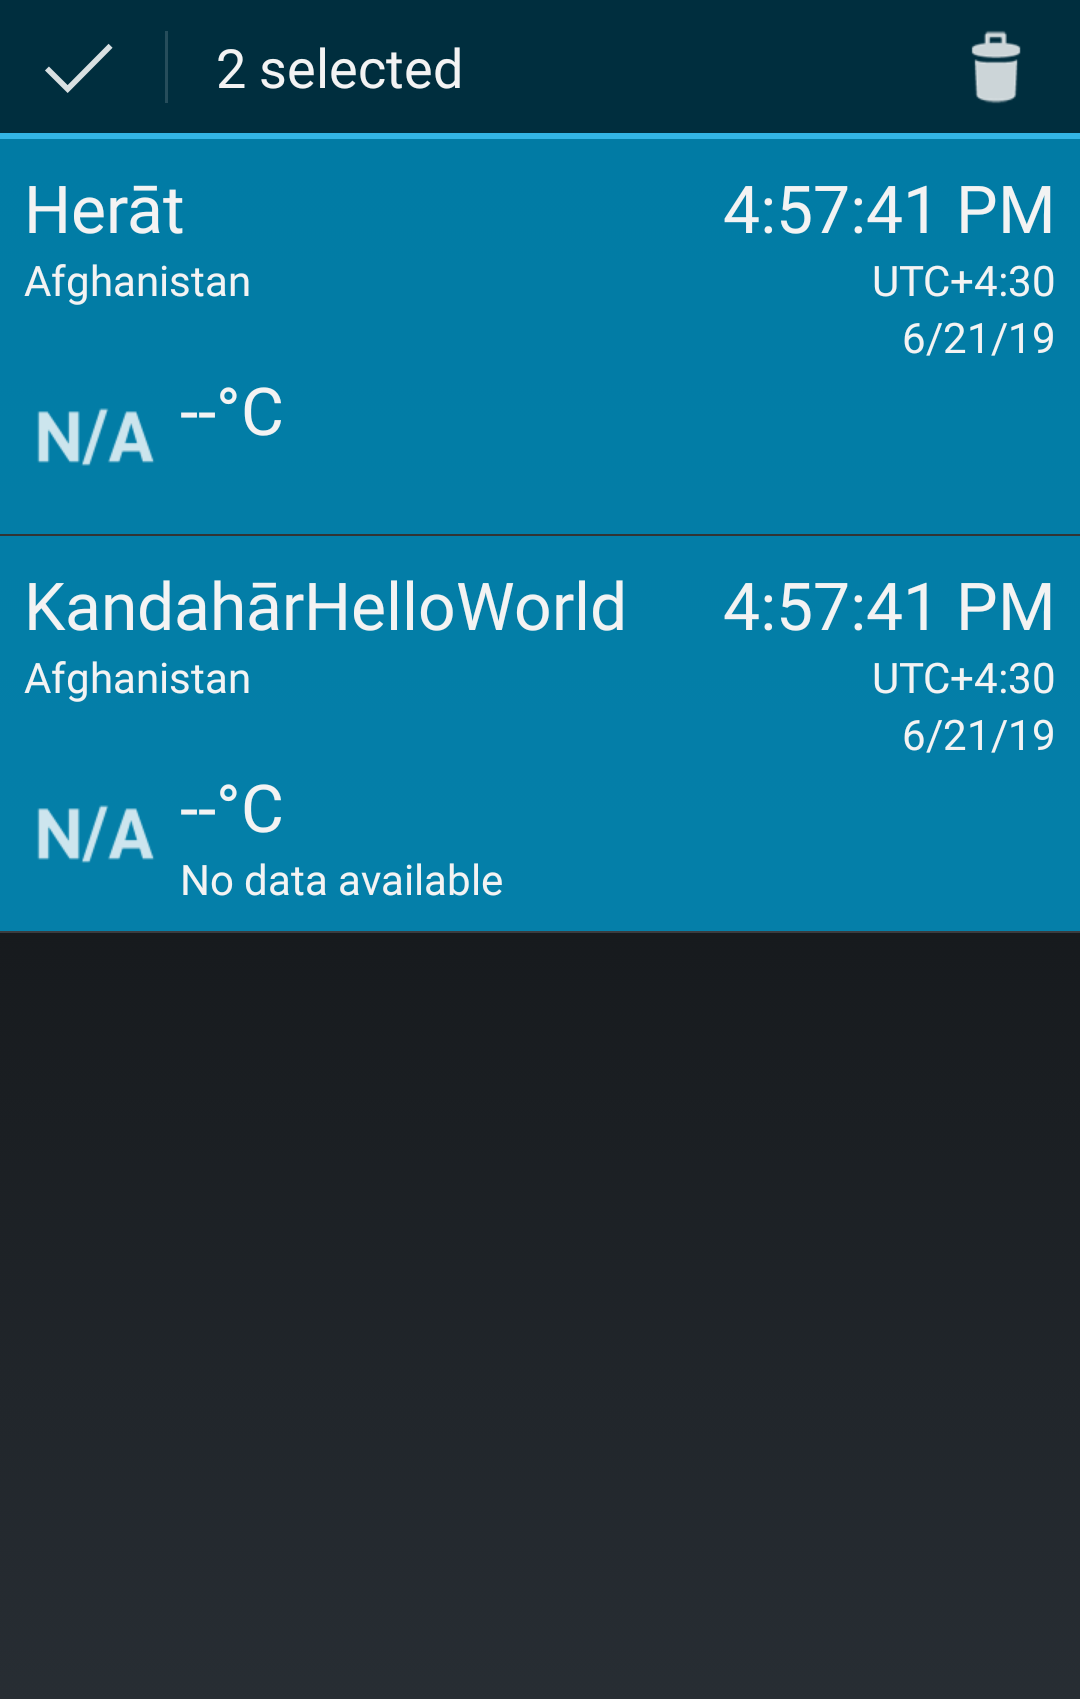 2 selected
Herāt
4:57:41 PM
Afghanistan
UTC+4:30
6/21/19
N/A
--°C
KandahārHelloWorld
4:57:41 PM
Afghanistan
UTC+4:30
6/21/19
N/A
--°C
No data available